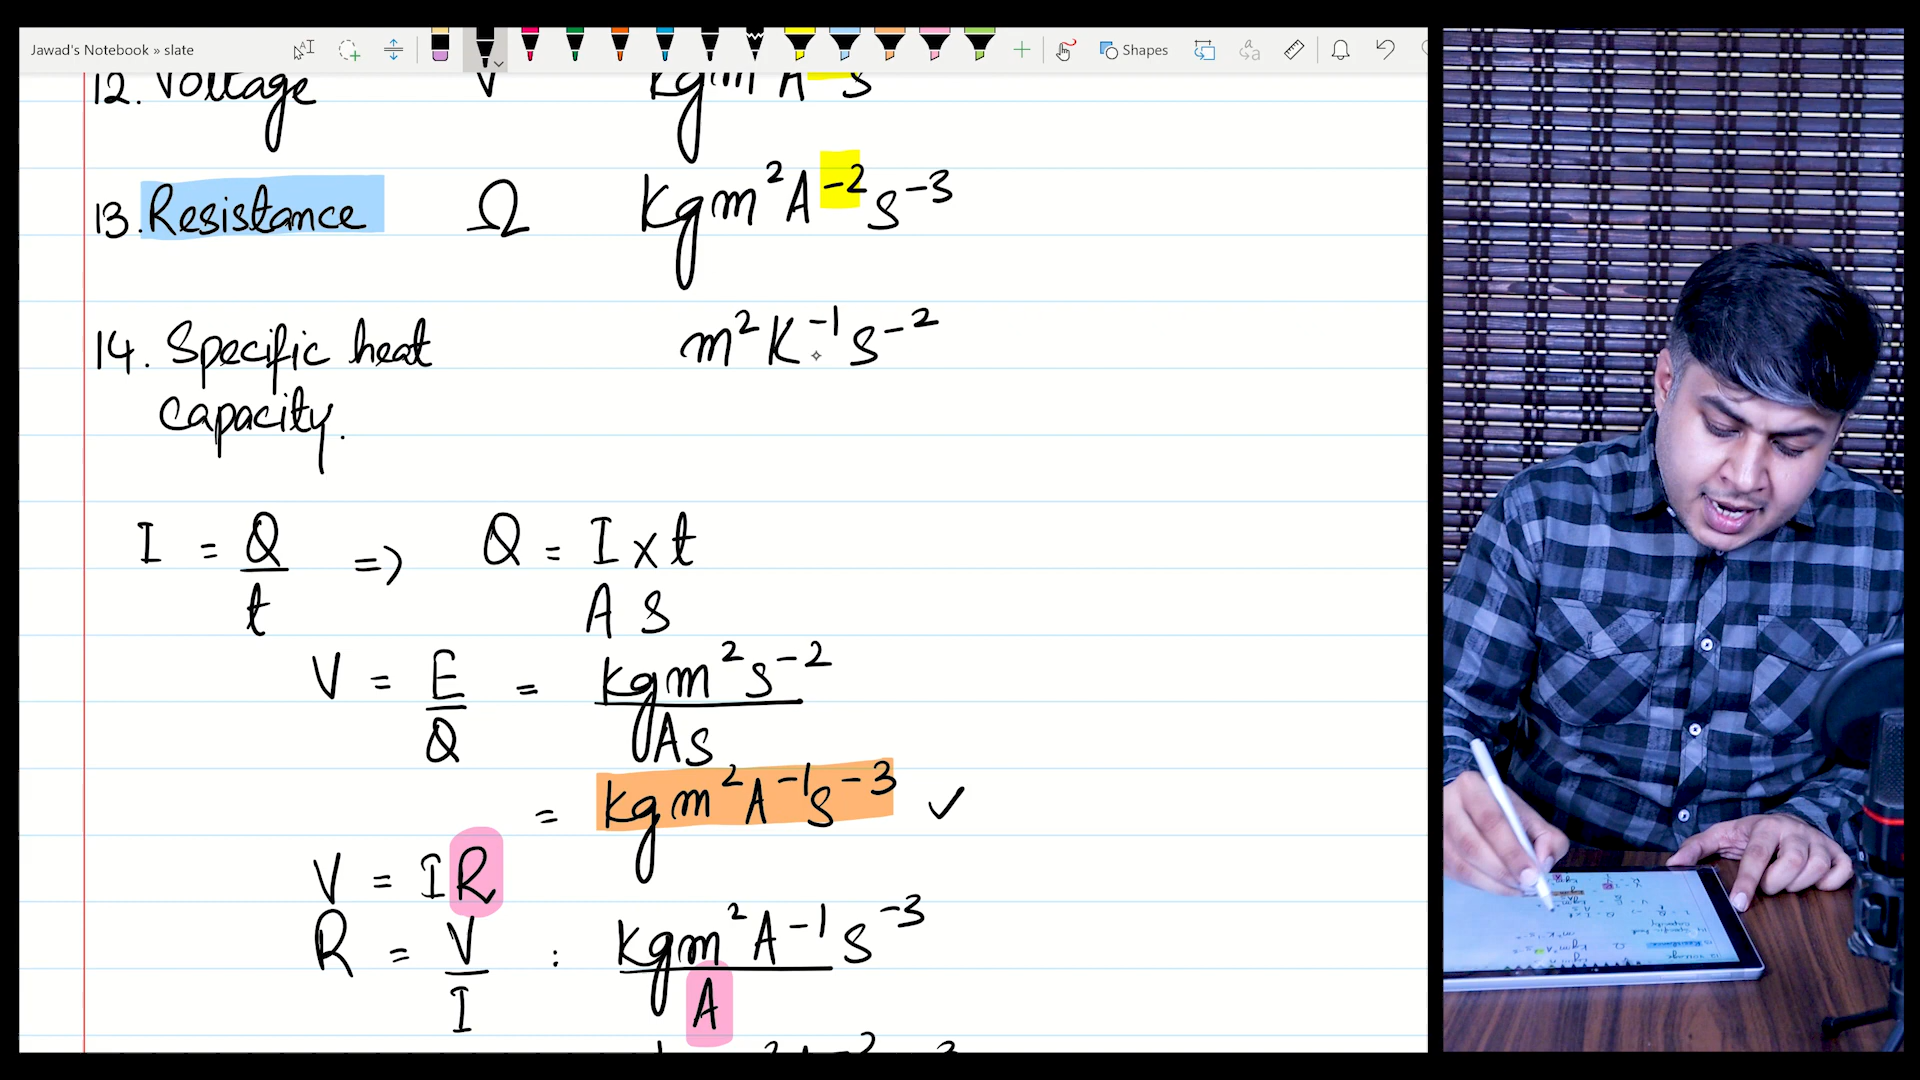 Jawad's Notebook » slate
Shapes
12. Voltage V kgm A s
13. Resistance Ω kgm²A⁻²s⁻³
14. Specific heat m²K⁻¹s⁻²
capacity.
I = Q/t => Q = I x t
A s
V = E/Q = kgm²s⁻²/As
= kgm²A⁻¹s⁻³ ✓
V = IR
R = V/I : kgm²A⁻¹s⁻³/A